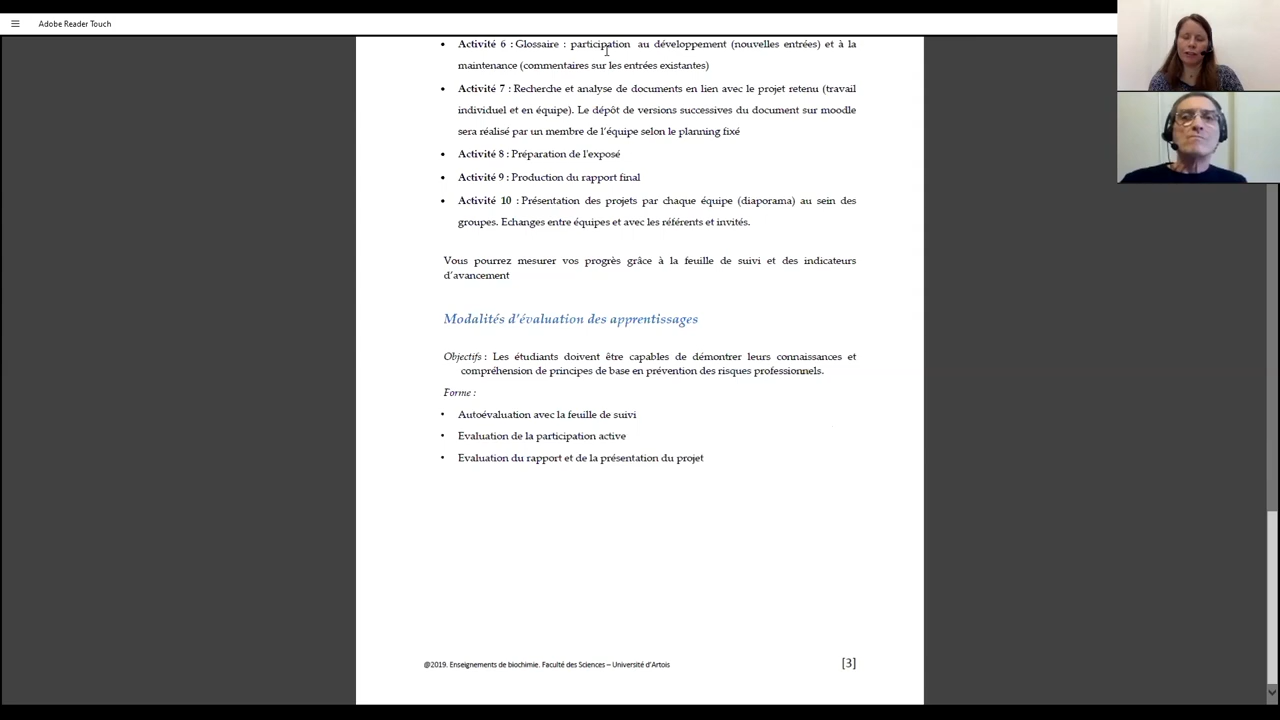 Adobe Reader Touch
• Activité 6 : Glossaire : participation au développement (nouvelles entrées) et à la
maintenance (commentaires sur les entrées existantes)
• Activité 7 : Recherche et analyse de documents en lien avec le projet retenu (travail
individuel et en équipe). Le dépôt de versions successives du document sur moodle
sera réalisé par un membre de l’équipe selon le planning fixé
• Activité 8 : Préparation de l'exposé
• Activité 9 : Production du rapport final
• Activité 10 : Présentation des projets par chaque équipe (diaporama) au sein des
groupes. Echanges entre équipes et avec les référents et invités.
Vous pourrez mesurer vos progrès grâce à la feuille de suivi et des indicateurs
d’avancement
Modalités d’évaluation des apprentissages
Objectifs : Les étudiants doivent être capables de démontrer leurs connaissances et
compréhension de principes de base en prévention des risques professionnels.
Forme :
• Autoévaluation avec la feuille de suivi
• Evaluation de la participation active
• Evaluation du rapport et de la présentation du projet
@2019. Enseignements de biochimie. Faculté des Sciences – Université d'Artois
[3]